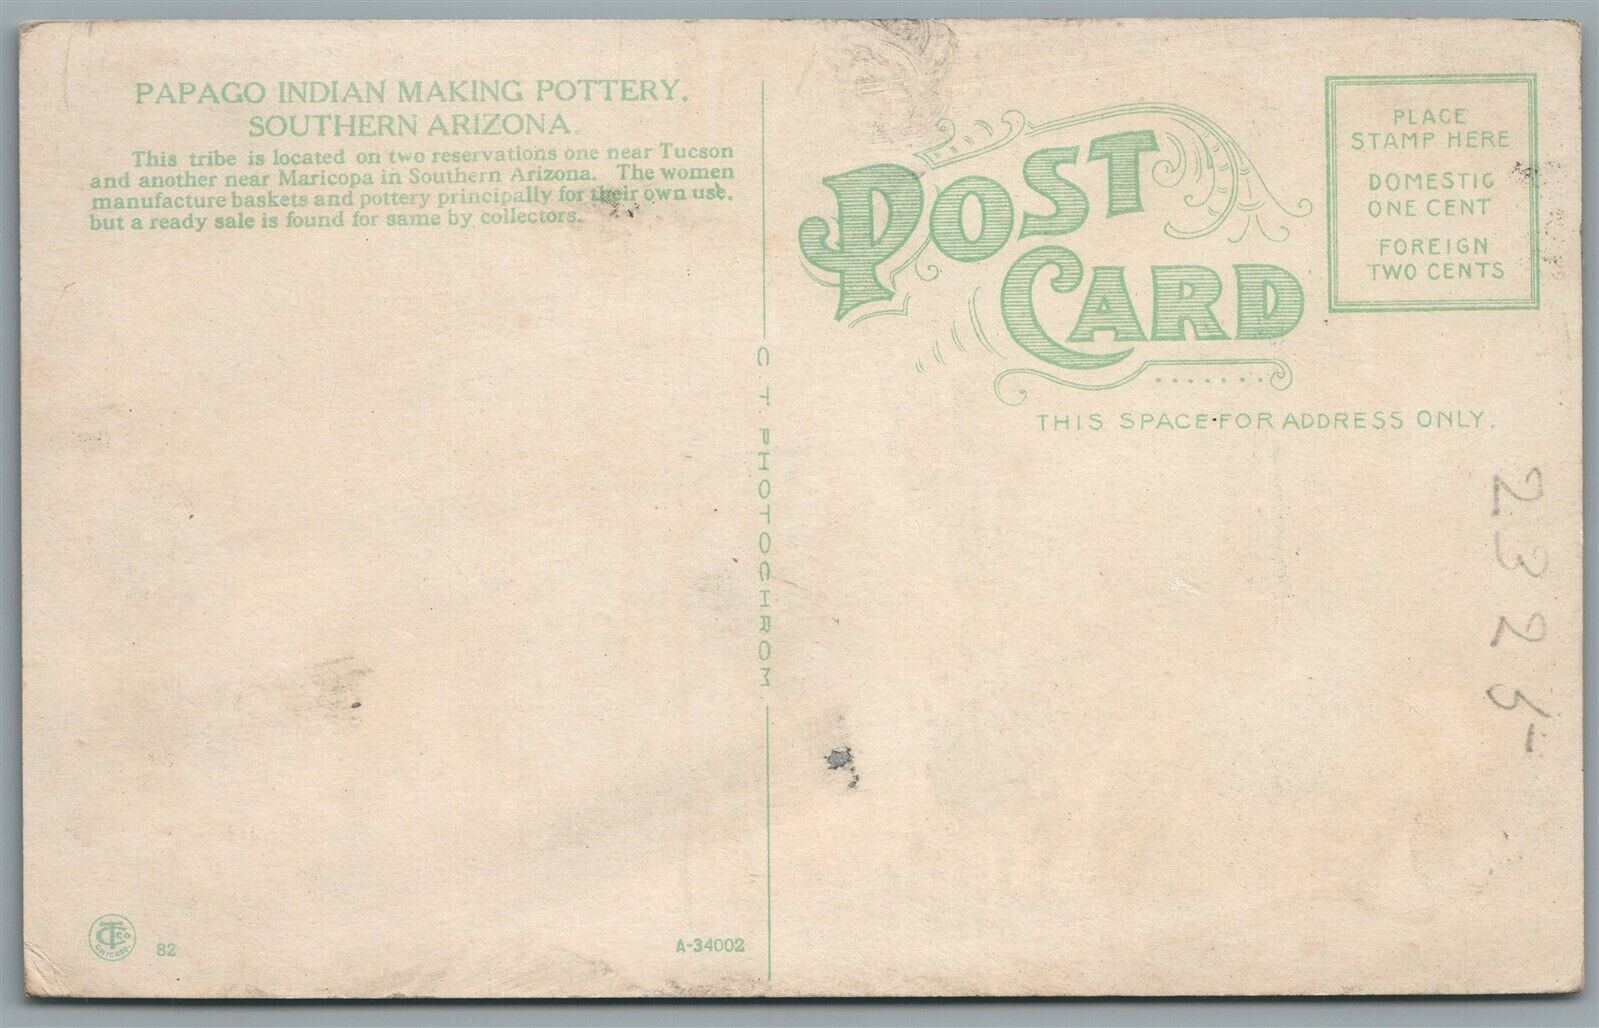 PAPAGO INDIAN MAKING POTTERY.
SOUTHERN ARIZONA.
This tribe is located on two reservations one near Tucson
and another near Maricopa in Southern Arizona. The women
manufacture baskets and pottery principally for their own use,
but a ready sale is found for same by collectors.
C T PHOTOCHROM
CT Co
CHICAGO.
82
A-34002
POST
CARD
PLACE
STAMP HERE
DOMESTIC
ONE CENT
FOREIGN
TWO CENTS
THIS SPACE FOR ADDRESS ONLY.
2325-